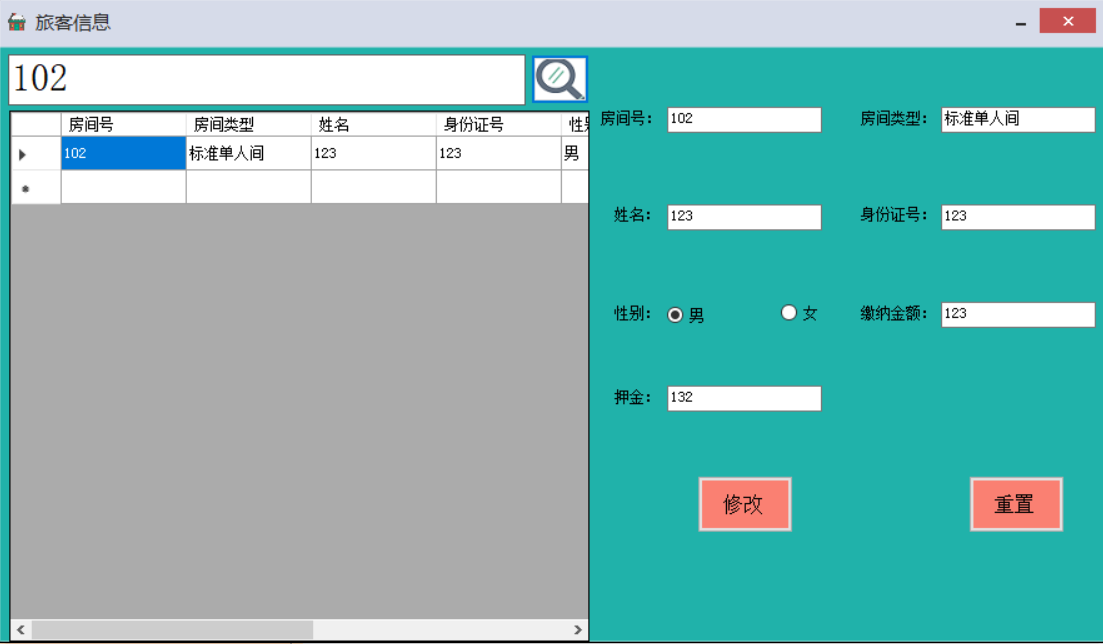 旅客信息
102
房间号 房间类型 姓名 身份证号
102 标准单人间 123 123 男
房间号： 102 房间类型： 标准单人间
姓名： 123 身份证号： 123
性别： 男 女 缴纳金额： 123
押金： 132
修改 重置